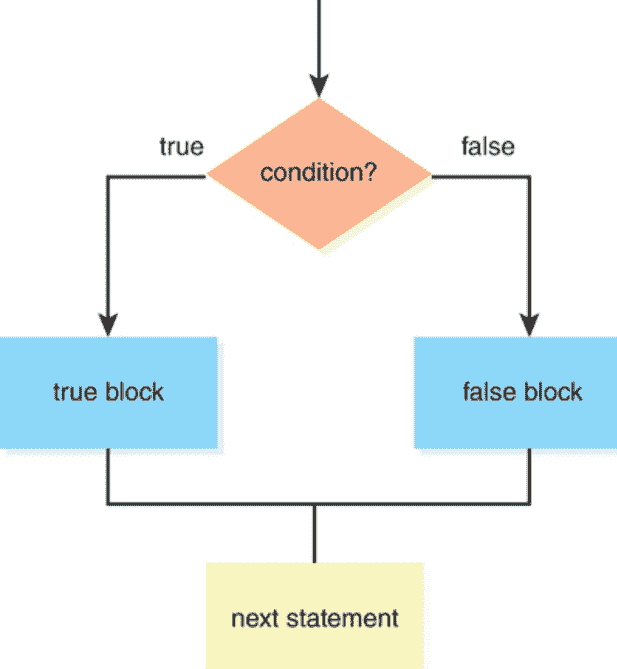 true
false
condition?
true block
false block
next statement